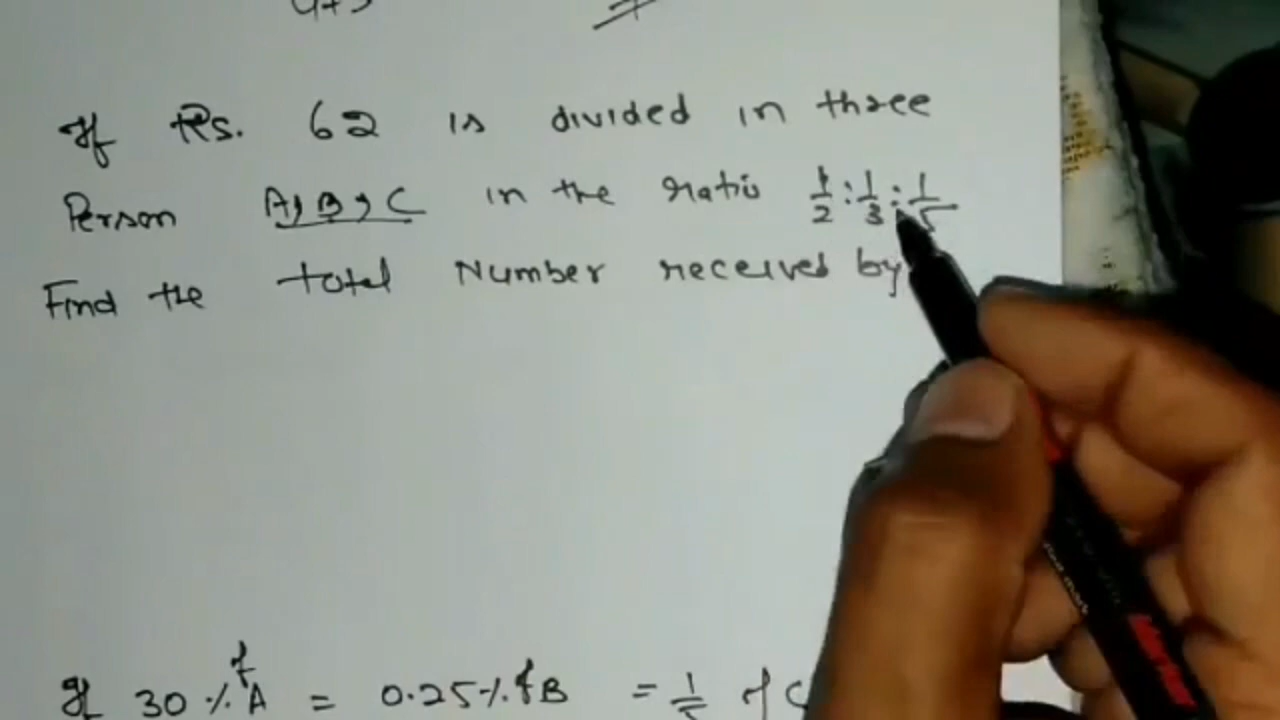 If Rs. 62 is divided in three
Person A, B, C in the ratio 1/2 : 1/3 : 1/5
Find the total Number received by
If 30 % of A = 0.25 % of B = 1/5 of C